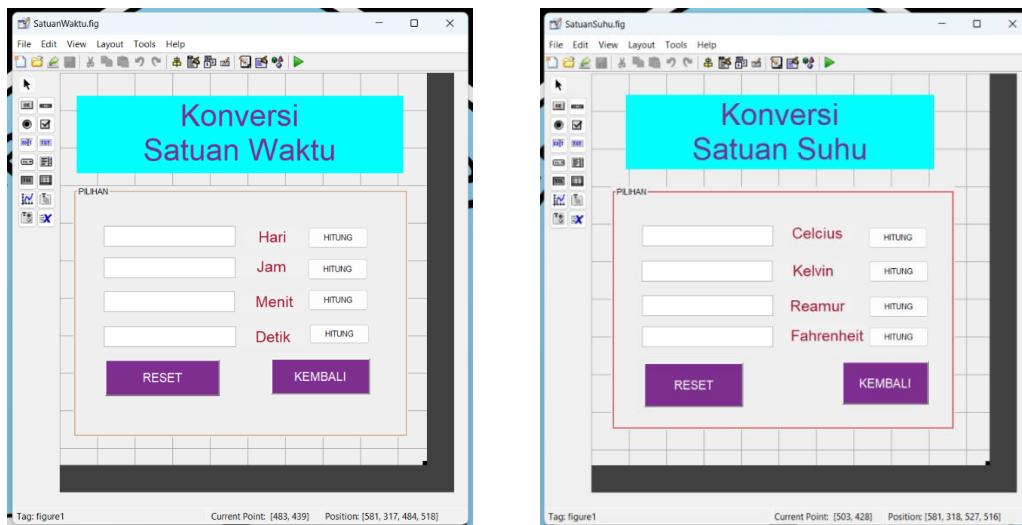 SatuanWaktu.fig
File Edit View Layout Tools Help
Konversi
Satuan Waktu
PILIHAN
Hari HITUNG
Jam HITUNG
Menit HITUNG
Detik HITUNG
RESET KEMBALI
Tag: figure1 Current Point: [483, 439] Position: [581, 317, 484, 518]
SatuanSuhu.fig
File Edit View Layout Tools Help
Konversi
Satuan Suhu
PILIHAN
Celcius HITUNG
Kelvin HITUNG
Reamur HITUNG
Fahrenheit HITUNG
RESET KEMBALI
Tag: figure1 Current Point: [503, 428] Position: [581, 318, 527, 516]